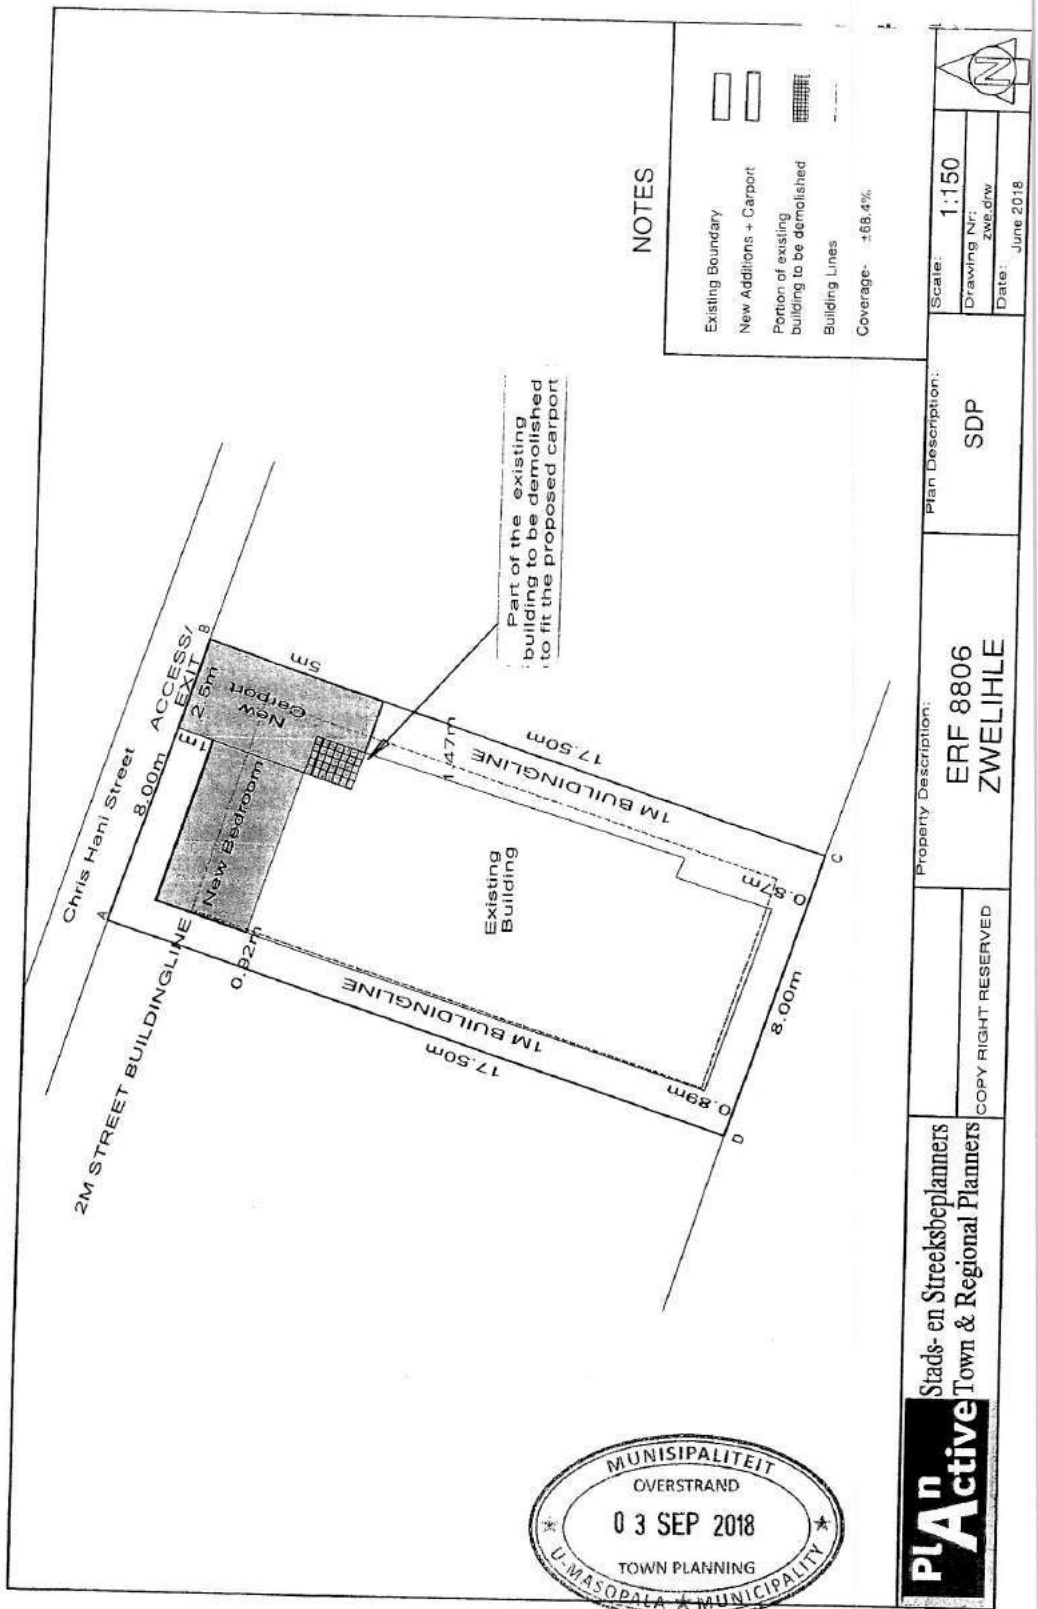 Chris Hani Street
ACCESS/
EXIT
A
8.00m
B
1m
2.5m
5m
New
Carport
New Bedroom
2M STREET BUILDINGLINE
0.92m
1.47m
17.50m
1M BUILDINGLINE
Existing
Building
1M BUILDINGLINE
17.50m
0.87m
0.89m
8.00m
C
D
Part of the existing
building to be demolished
to fit the proposed carport
NOTES
Existing Boundary
New Additions + Carport
Portion of existing
building to be demolished
Building Lines
Coverage- ±68.4%
MUNISIPALITEIT
OVERSTRAND
0 3 SEP 2018
TOWN PLANNING
U-MASOPALA ★ MUNICIPALITY
Plan Active
Stads- en Streeksbeplanners
Town & Regional Planners
COPY RIGHT RESERVED
Property Description:
ERF 8806
ZWELIHLE
Plan Description:
SDP
Scale:
1:150
Drawing Nr:
zwe.drw
Date:
June 2018
N